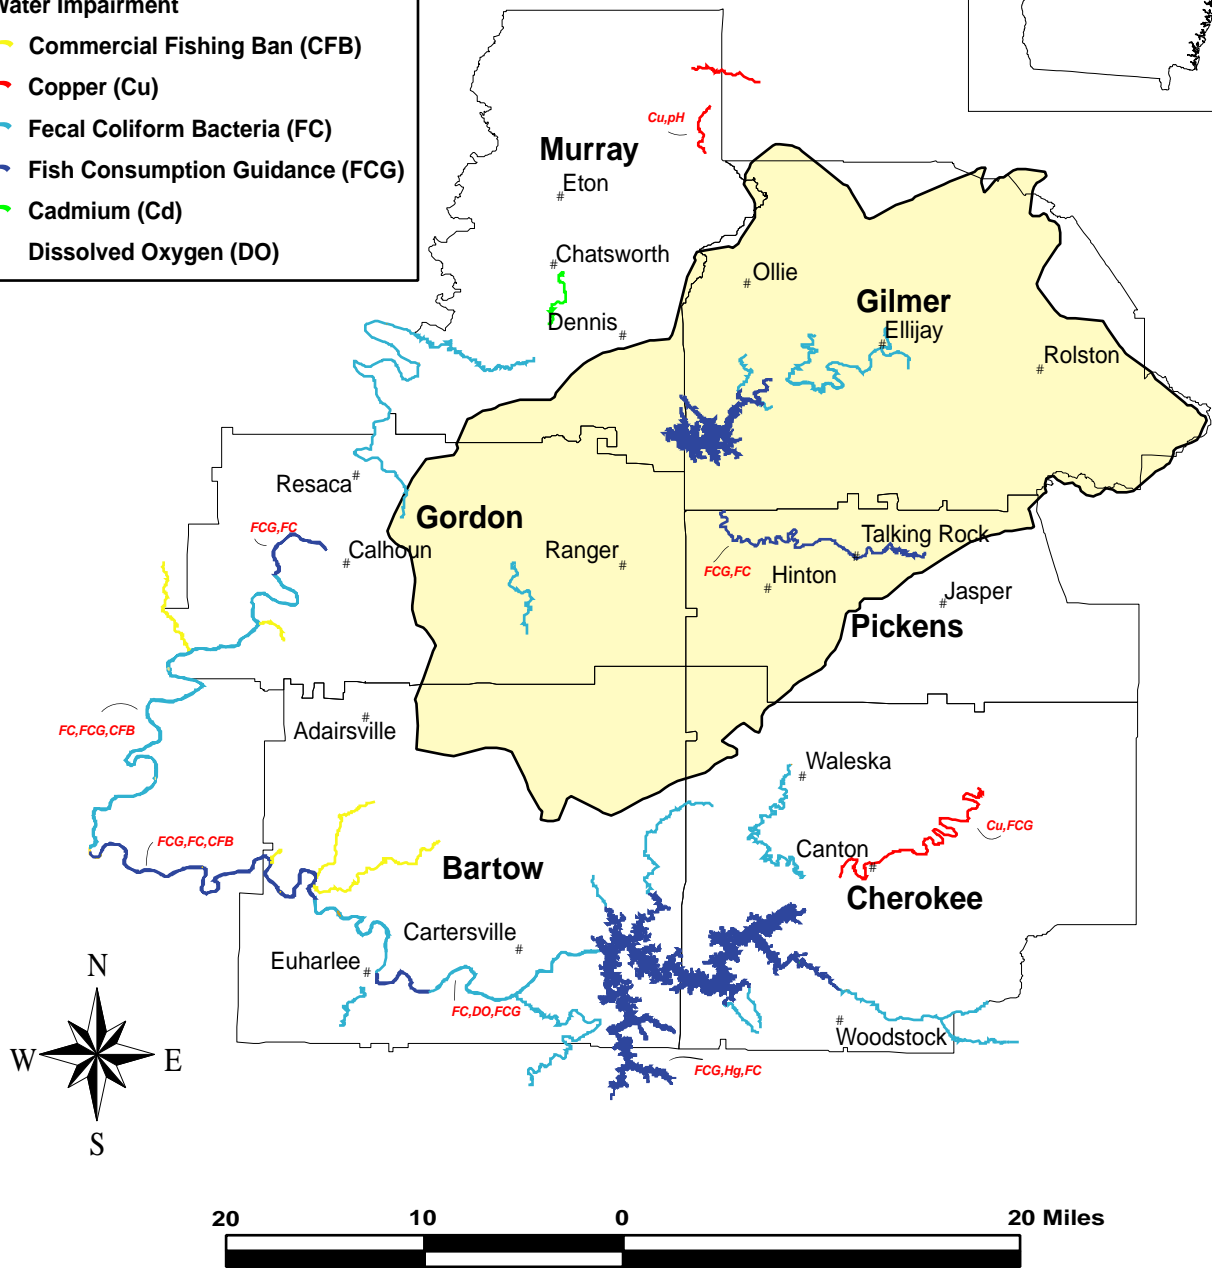 Water Impairment
Commercial Fishing Ban (CFB)
Copper (Cu)
Fecal Coliform Bacteria (FC)
Fish Consumption Guidance (FCG)
Cadmium (Cd)
Dissolved Oxygen (DO)
Cu,pH
Murray
Eton
Chatsworth
Dennis
Ollie
Gilmer
Ellijay
Rolston
Resaca
Gordon
FCG,FC
Calhoun
Ranger
Talking Rock
FCG,FC
Hinton
Jasper
Pickens
FC,FCG,CFB
Adairsville
Waleska
FCG,FC,CFB
Cu,FCG
Canton
Bartow
Cherokee
Cartersville
Euharlee
FC,DO,FCG
Woodstock
FCG,Hg,FC
N
W
E
S
20 10 0 20 Miles